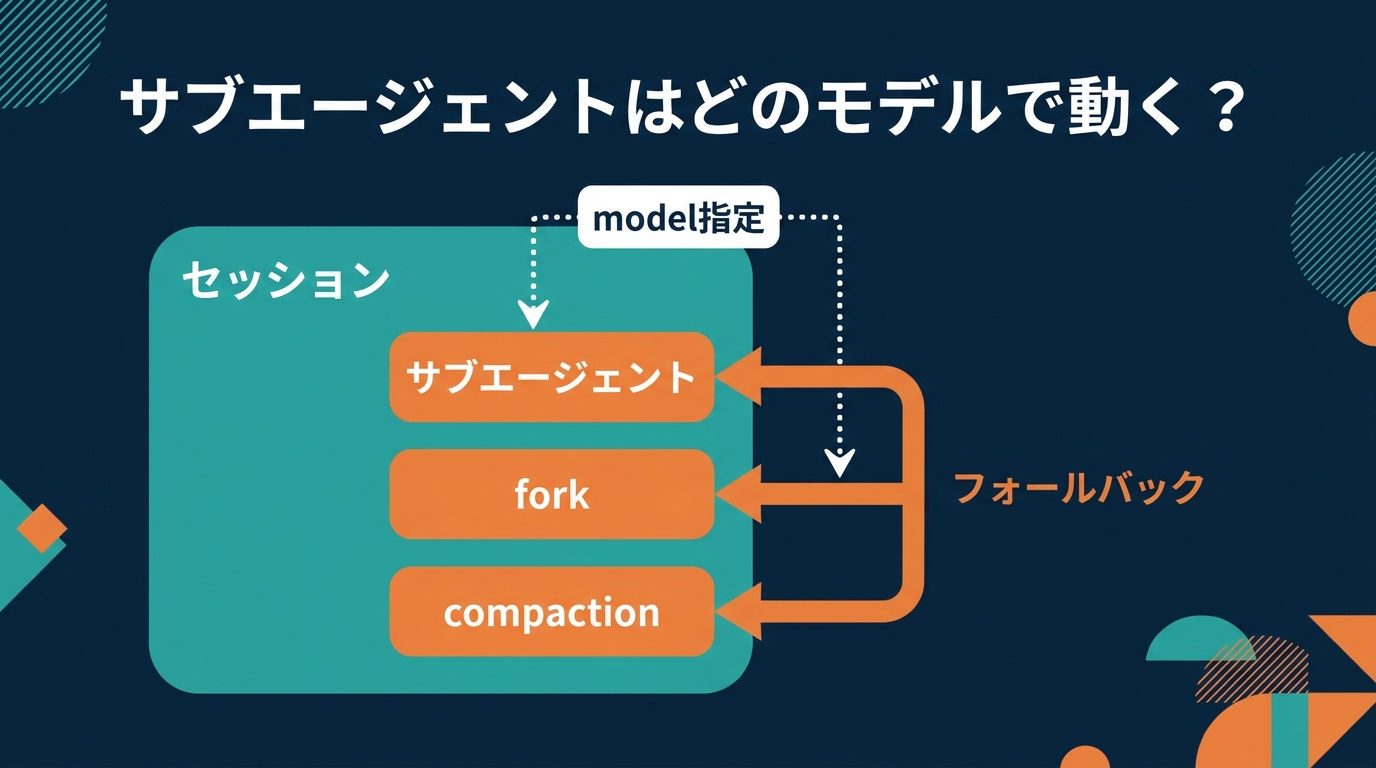 サブエージェントはどのモデルで動く？
model指定
セッション
サブエージェント
fork
フォールバック
compaction